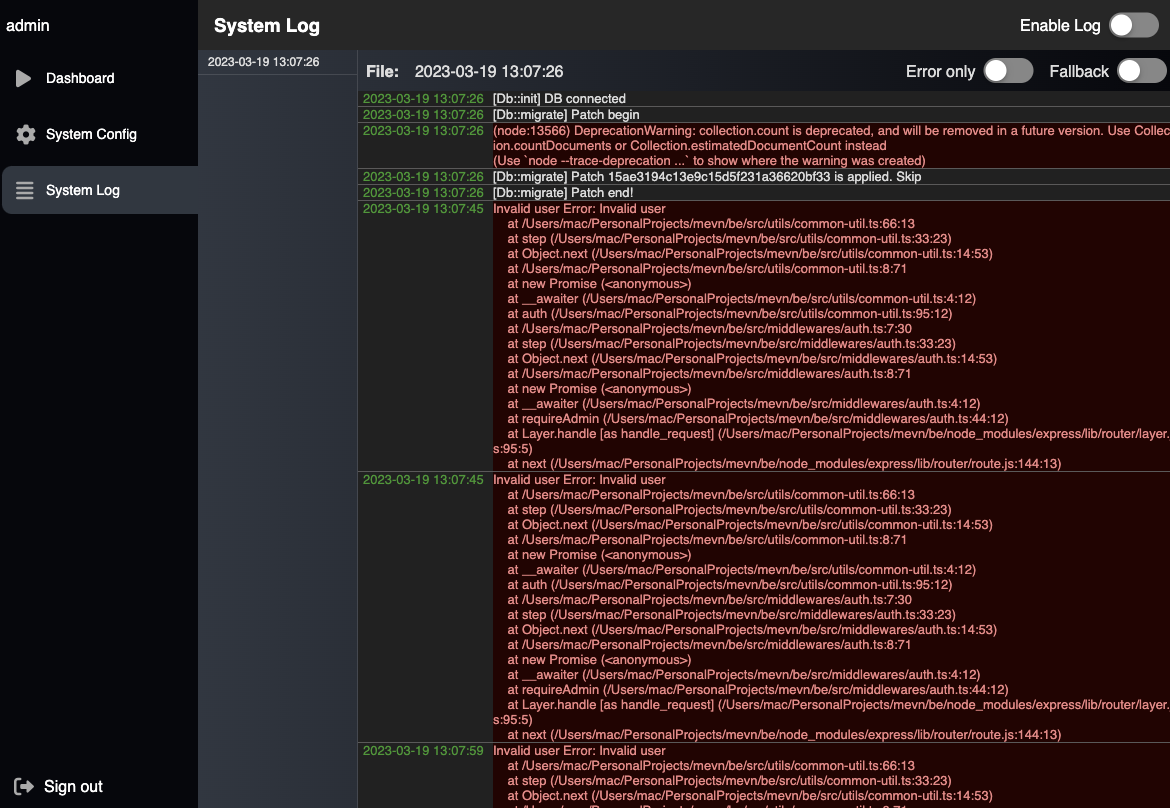 admin
Dashboard
System Config
System Log
Sign out
System Log
Enable Log
2023-03-19 13:07:26
File: 2023-03-19 13:07:26
Error only
Fallback
2023-03-19 13:07:26 [Db::init] DB connected
2023-03-19 13:07:26 [Db::migrate] Patch begin
2023-03-19 13:07:26 (node:13566) DeprecationWarning: collection.count is deprecated, and will be removed in a future version. Use Collec
ion.countDocuments or Collection.estimatedDocumentCount instead
(Use `node --trace-deprecation ...` to show where the warning was created)
2023-03-19 13:07:26 [Db::migrate] Patch 15ae3194c13e9c15d5f231a36620bf33 is applied. Skip
2023-03-19 13:07:26 [Db::migrate] Patch end!
2023-03-19 13:07:45 Invalid user Error: Invalid user
at /Users/mac/PersonalProjects/mevn/be/src/utils/common-util.ts:66:13
at step (/Users/mac/PersonalProjects/mevn/be/src/utils/common-util.ts:33:23)
at Object.next (/Users/mac/PersonalProjects/mevn/be/src/utils/common-util.ts:14:53)
at /Users/mac/PersonalProjects/mevn/be/src/utils/common-util.ts:8:71
at new Promise (<anonymous>)
at __awaiter (/Users/mac/PersonalProjects/mevn/be/src/utils/common-util.ts:4:12)
at auth (/Users/mac/PersonalProjects/mevn/be/src/utils/common-util.ts:95:12)
at /Users/mac/PersonalProjects/mevn/be/src/middlewares/auth.ts:7:30
at step (/Users/mac/PersonalProjects/mevn/be/src/middlewares/auth.ts:33:23)
at Object.next (/Users/mac/PersonalProjects/mevn/be/src/middlewares/auth.ts:14:53)
at /Users/mac/PersonalProjects/mevn/be/src/middlewares/auth.ts:8:71
at new Promise (<anonymous>)
at __awaiter (/Users/mac/PersonalProjects/mevn/be/src/middlewares/auth.ts:4:12)
at requireAdmin (/Users/mac/PersonalProjects/mevn/be/src/middlewares/auth.ts:44:12)
at Layer.handle [as handle_request] (/Users/mac/PersonalProjects/mevn/be/node_modules/express/lib/router/layer.
s:95:5)
at next (/Users/mac/PersonalProjects/mevn/be/node_modules/express/lib/router/route.js:144:13)
2023-03-19 13:07:45 Invalid user Error: Invalid user
at /Users/mac/PersonalProjects/mevn/be/src/utils/common-util.ts:66:13
at step (/Users/mac/PersonalProjects/mevn/be/src/utils/common-util.ts:33:23)
at Object.next (/Users/mac/PersonalProjects/mevn/be/src/utils/common-util.ts:14:53)
at /Users/mac/PersonalProjects/mevn/be/src/utils/common-util.ts:8:71
at new Promise (<anonymous>)
at __awaiter (/Users/mac/PersonalProjects/mevn/be/src/utils/common-util.ts:4:12)
at auth (/Users/mac/PersonalProjects/mevn/be/src/utils/common-util.ts:95:12)
at /Users/mac/PersonalProjects/mevn/be/src/middlewares/auth.ts:7:30
at step (/Users/mac/PersonalProjects/mevn/be/src/middlewares/auth.ts:33:23)
at Object.next (/Users/mac/PersonalProjects/mevn/be/src/middlewares/auth.ts:14:53)
at /Users/mac/PersonalProjects/mevn/be/src/middlewares/auth.ts:8:71
at new Promise (<anonymous>)
at __awaiter (/Users/mac/PersonalProjects/mevn/be/src/middlewares/auth.ts:4:12)
at requireAdmin (/Users/mac/PersonalProjects/mevn/be/src/middlewares/auth.ts:44:12)
at Layer.handle [as handle_request] (/Users/mac/PersonalProjects/mevn/be/node_modules/express/lib/router/layer.
s:95:5)
at next (/Users/mac/PersonalProjects/mevn/be/node_modules/express/lib/router/route.js:144:13)
2023-03-19 13:07:59 Invalid user Error: Invalid user
at /Users/mac/PersonalProjects/mevn/be/src/utils/common-util.ts:66:13
at step (/Users/mac/PersonalProjects/mevn/be/src/utils/common-util.ts:33:23)
at Object.next (/Users/mac/PersonalProjects/mevn/be/src/utils/common-util.ts:14:53)